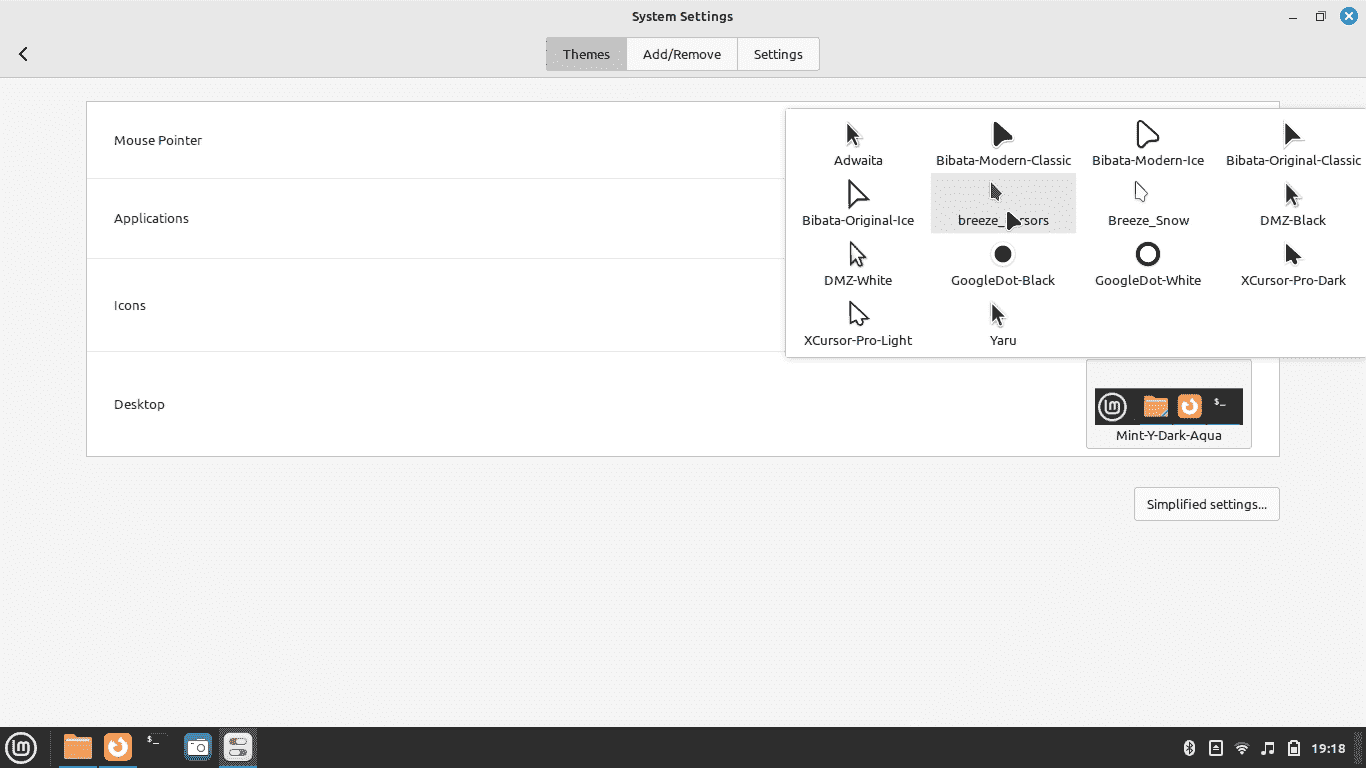 System Settings
Themes
Add/Remove
Settings
Mouse Pointer
Adwaita
Bibata-Modern-Classic
Bibata-Modern-Ice
Bibata-Original-Classic
Applications
Bibata-Original-Ice
Breeze_Snow
DMZ-Black
Icons
DMZ-White
GoogleDot-Black
GoogleDot-White
XCursor-Pro-Dark
XCursor-Pro-Light
Yaru
Desktop
$_
Mint-Y-Dark-Aqua
Simplified settings...
$_
19:18